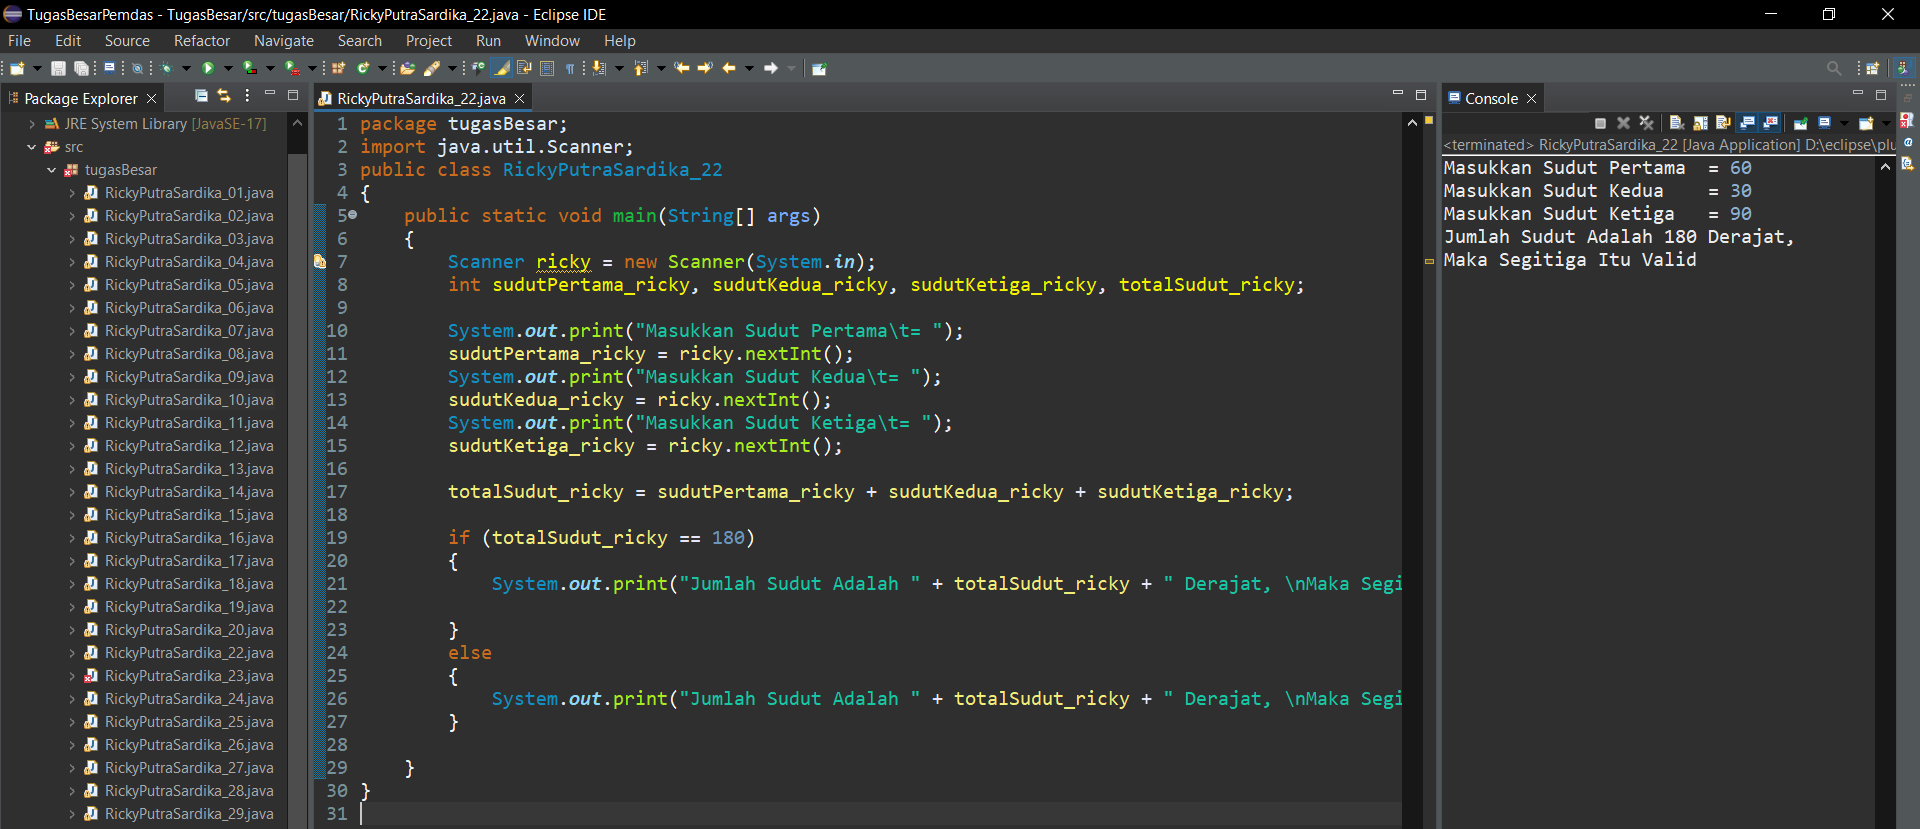 TugasBesarPemdas - TugasBesar/src/tugasBesar/RickyPutraSardika_22.java - Eclipse IDE
File Edit Source Refactor Navigate Search Project Run Window Help
Package Explorer
JRE System Library [JavaSE-17]
src
tugasBesar
RickyPutraSardika_01.java
RickyPutraSardika_02.java
RickyPutraSardika_03.java
RickyPutraSardika_04.java
RickyPutraSardika_05.java
RickyPutraSardika_06.java
RickyPutraSardika_07.java
RickyPutraSardika_08.java
RickyPutraSardika_09.java
RickyPutraSardika_10.java
RickyPutraSardika_11.java
RickyPutraSardika_12.java
RickyPutraSardika_13.java
RickyPutraSardika_14.java
RickyPutraSardika_15.java
RickyPutraSardika_16.java
RickyPutraSardika_17.java
RickyPutraSardika_18.java
RickyPutraSardika_19.java
RickyPutraSardika_20.java
RickyPutraSardika_22.java
RickyPutraSardika_23.java
RickyPutraSardika_24.java
RickyPutraSardika_25.java
RickyPutraSardika_26.java
RickyPutraSardika_27.java
RickyPutraSardika_28.java
RickyPutraSardika_29.java
RickyPutraSardika_22.java
1 package tugasBesar;
2 import java.util.Scanner;
3 public class RickyPutraSardika_22
4 {
5 public static void main(String[] args)
6 {
7 Scanner ricky = new Scanner(System.in);
8 int sudutPertama_ricky, sudutKedua_ricky, sudutKetiga_ricky, totalSudut_ricky;
9
10 System.out.print("Masukkan Sudut Pertama\t= ");
11 sudutPertama_ricky = ricky.nextInt();
12 System.out.print("Masukkan Sudut Kedua\t= ");
13 sudutKedua_ricky = ricky.nextInt();
14 System.out.print("Masukkan Sudut Ketiga\t= ");
15 sudutKetiga_ricky = ricky.nextInt();
16
17 totalSudut_ricky = sudutPertama_ricky + sudutKedua_ricky + sudutKetiga_ricky;
18
19 if (totalSudut_ricky == 180)
20 {
21 System.out.print("Jumlah Sudut Adalah " + totalSudut_ricky + " Derajat, \nMaka Segi
22
23 }
24 else
25 {
26 System.out.print("Jumlah Sudut Adalah " + totalSudut_ricky + " Derajat, \nMaka Segi
27 }
28
29 }
30 }
31
Console
<terminated> RickyPutraSardika_22 [Java Application] D:\eclipse\plu
Masukkan Sudut Pertama = 60
Masukkan Sudut Kedua = 30
Masukkan Sudut Ketiga = 90
Jumlah Sudut Adalah 180 Derajat,
Maka Segitiga Itu Valid